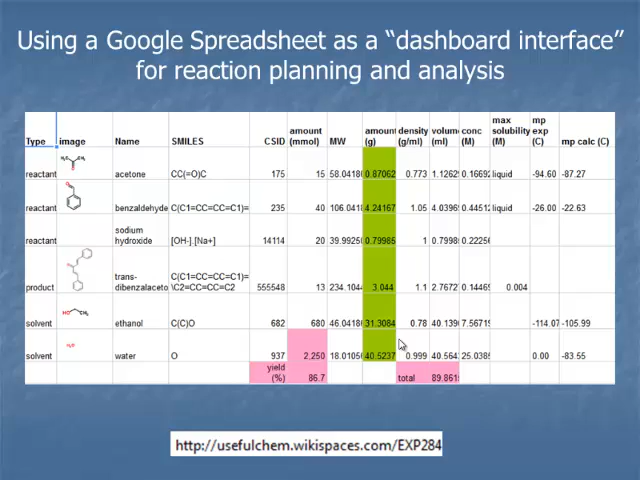 Using a Google Spreadsheet as a “dashboard interface”
for reaction planning and analysis
Type image Name SMILES CSID amount (mmol) MW amount (g) density (g/ml) volum (ml) conc (M) max solubility (M) mp exp (C) mp calc (C)
reactant acetone CC(=O)C 175 15 58.0418 0.87062 0.773 1.1262 0.1669 liquid -94.60 -87.27
reactant benzaldehyde C(C1=CC=CC=C1)= 235 40 106.041 4.24167 1.05 4.0396 0.4451 liquid -26.00 -22.63
reactant sodium hydroxide [OH-].[Na+] 14114 20 39.9925 0.79985 1 0.7998 0.2225
product trans-dibenzalaceto C(C1=CC=CC=C1)= \C2=CC=CC=C2 555548 13 234.104 3.044 1.1 2.7672 0.1446 0.004
solvent ethanol C(C)O 682 680 46.0418 31.3084 0.78 40.139 7.5671 -114.07 -105.99
solvent water O 937 2,250 18.0105 40.5237 0.999 40.564 25.038 0.00 -83.55
yield (%) 86.7 total 89.861
http://usefulchem.wikispaces.com/EXP284